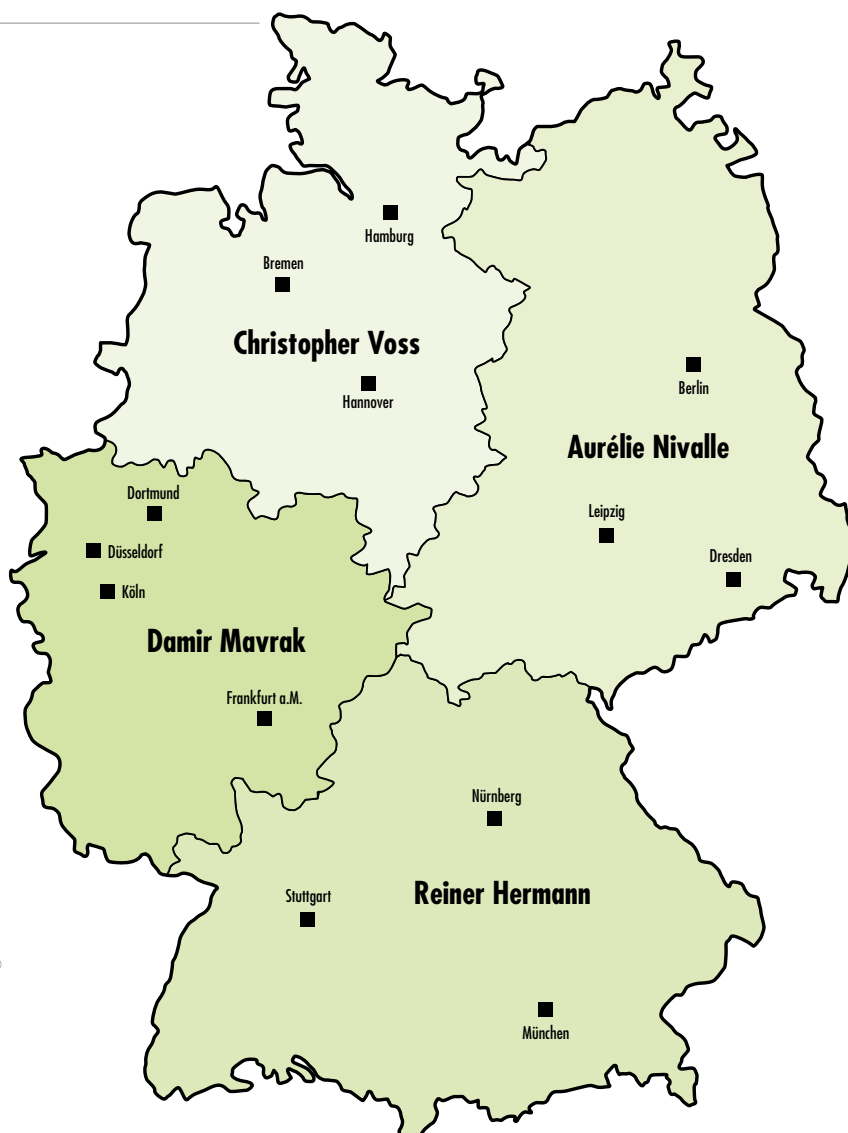 Hamburg
Bremen
Christopher Voss
Hannover
Berlin
Aurélie Nivalle
Dortmund
Leipzig
Düsseldorf
Dresden
Köln
Damir Mavrak
Frankfurt a.M.
Nürnberg
Reiner Hermann
Stuttgart
München